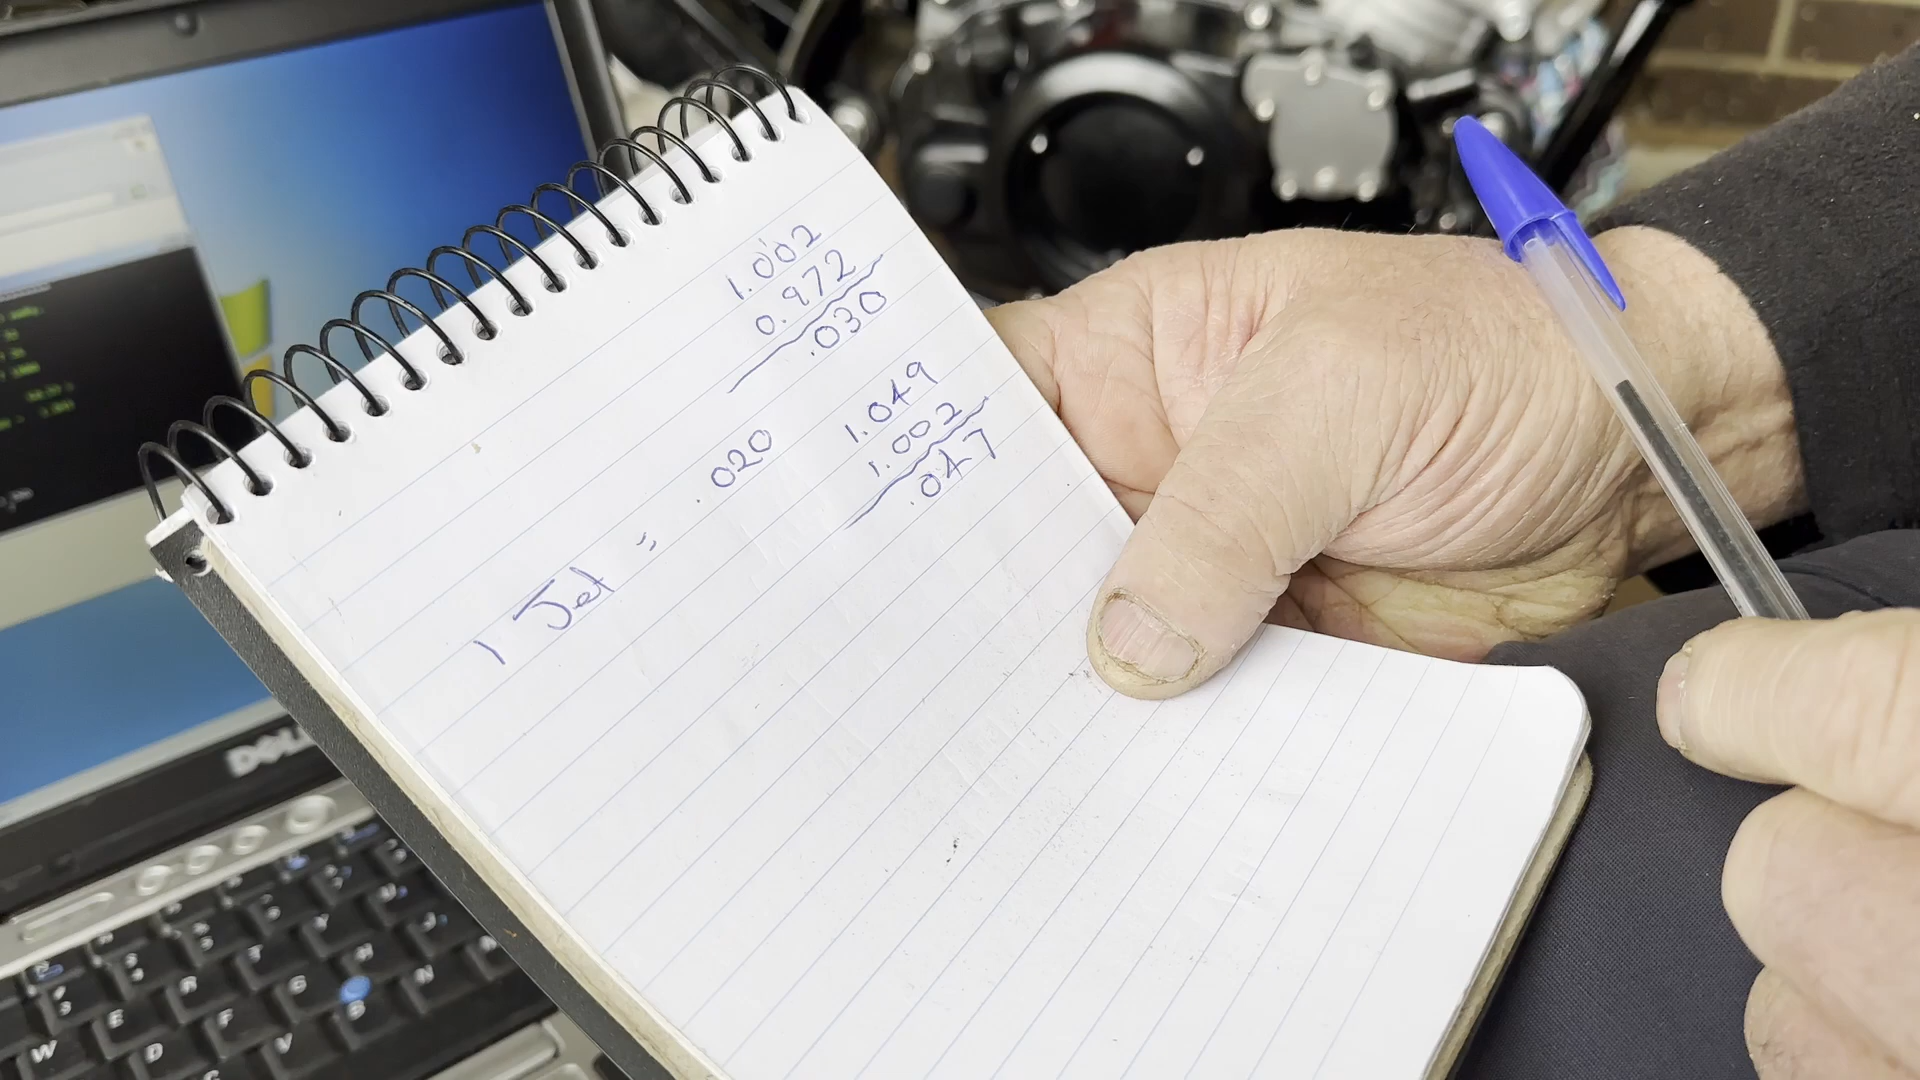 1.002
0.972
.030
1.049
1.002
.047
1 Jet = .020
DELL
W
E
R
D
F
T
C
V
G
Y
B
H
N